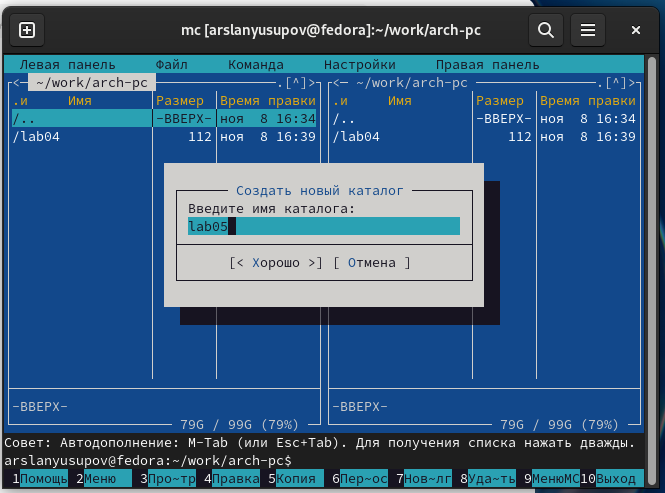 mc [arslanyusupov@fedora]:~/work/arch-pc
Левая панель Файл Команда Настройки Правая панель
<─ ~/work/arch-pc ─.[^]> <─ ~/work/arch-pc ─.[^]>
.и Имя Размер Время правки .и Имя Размер Время правки
/.. -ВВЕРХ- ноя 8 16:34 /.. -ВВЕРХ- ноя 8 16:34
/lab04 112 ноя 8 16:39 /lab04 112 ноя 8 16:39
Создать новый каталог
Введите имя каталога:
lab05
[< Хорошо >] [ Отмена ]
-ВВЕРХ- -ВВЕРХ-
79G / 99G (79%) 79G / 99G (79%)
Совет: Автодополнение: M-Tab (или Esc+Tab). Для получения списка нажать дважды.
arslanyusupov@fedora:~/work/arch-pc$
1Помощь 2Меню 3Про~тр 4Правка 5Копия 6Пер~ос 7Нов~лг 8Уда~ть 9МенюМС10Выход